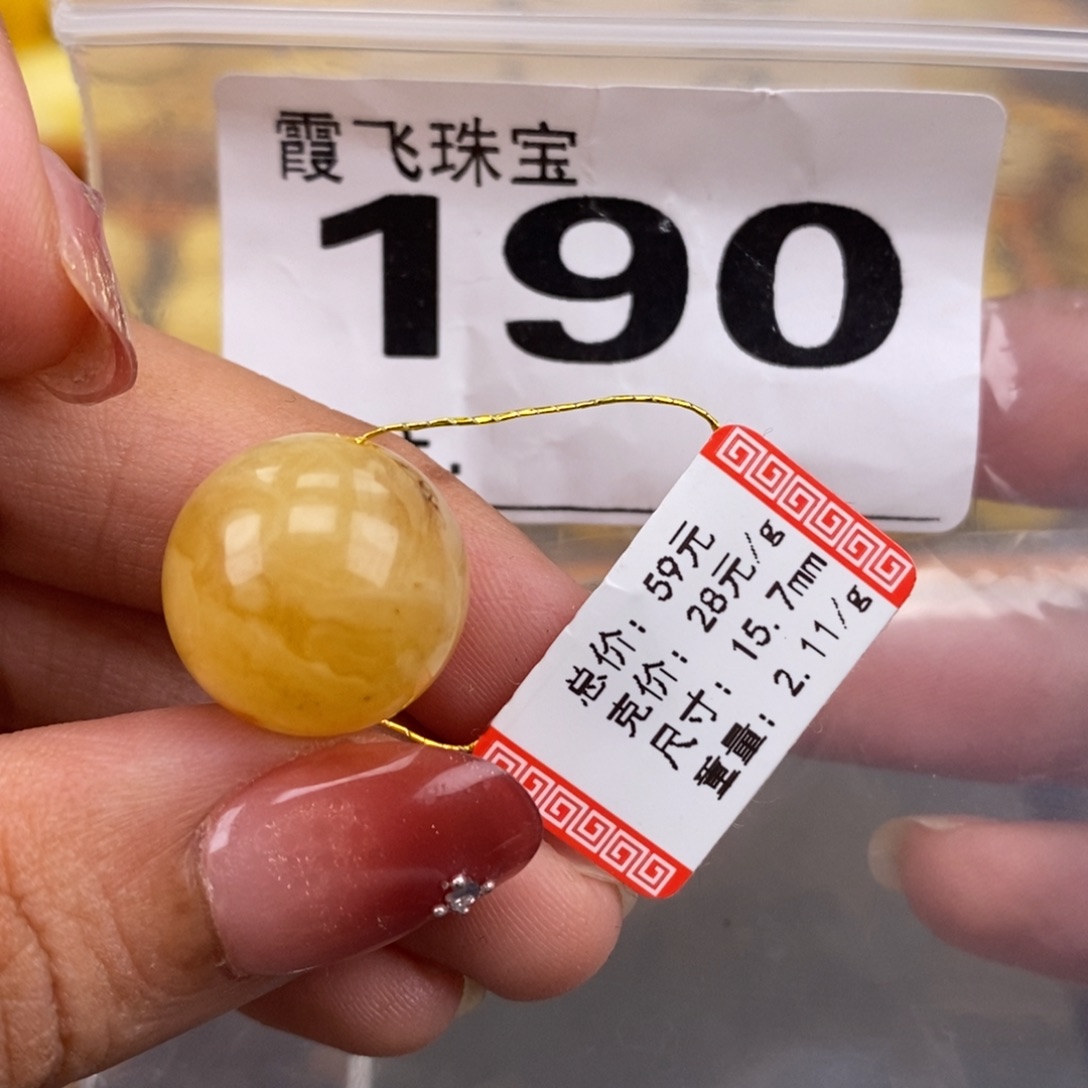 霞飞珠宝
190
总价: 59元
克价: 28元/g
尺寸: 15.7mm
重量: 2.11/g